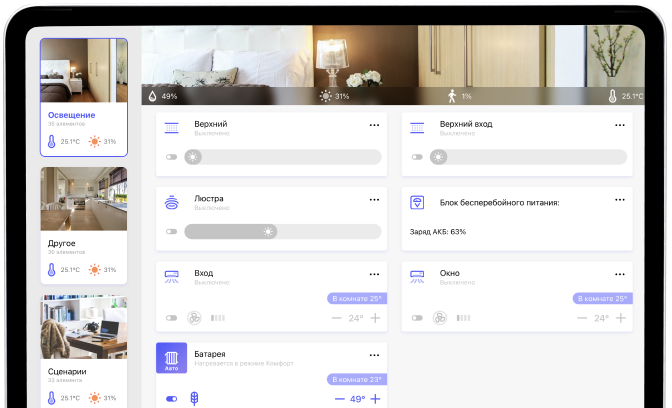 49%
31%
1%
25.1°C
Освещение
35 элементов
25.1°C
31%
Другое
30 элементов
25.1°C
31%
Сценарии
33 элемента
25.1°C
31%
Верхний
Выключено
Верхний вход
Выключено
Люстра
Выключено
Блок бесперебойного питания:
Заряд АКБ: 63%
Вход
Выключено
В комнате 25°
24°
Окно
Выключено
В комнате 25°
24°
Авто
Батарея
Нагревается в режиме Комфорт
В комнате 23°
49°